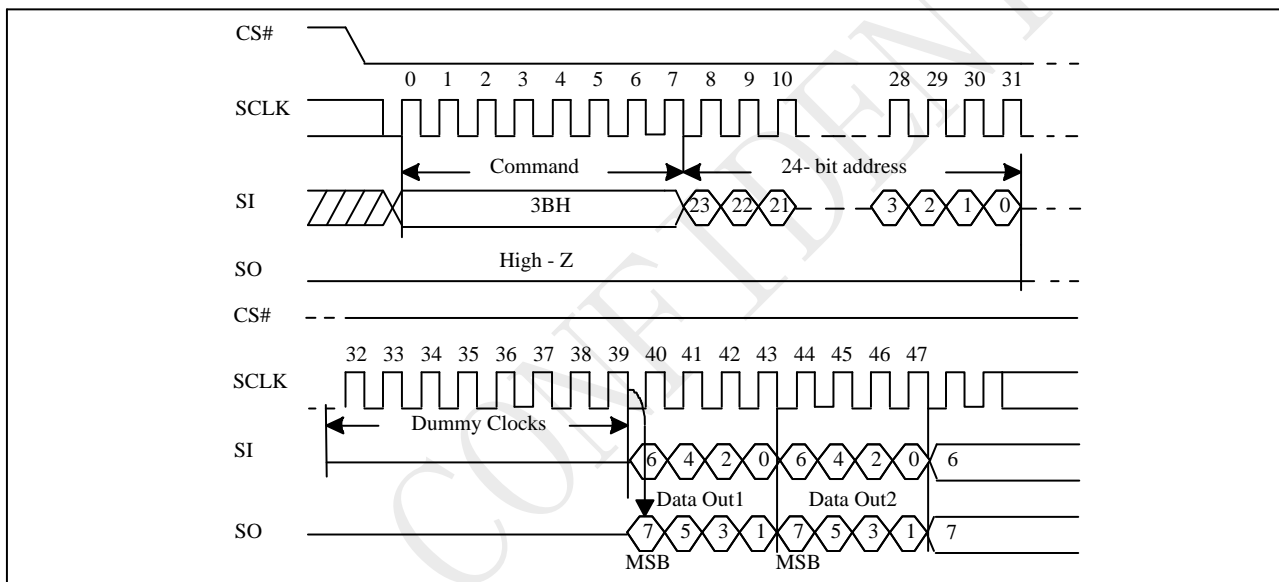 CS#
0 1 2 3 4 5 6 7 8 9 10 28 29 30 31
SCLK
Command 24- bit address
SI 3BH 23 22 21 3 2 1 0
High - Z
SO
CS#
32 33 34 35 36 37 38 39 40 41 42 43 44 45 46 47
SCLK
Dummy Clocks
SI 6 4 2 0 6 4 2 0 6
Data Out1 Data Out2
SO 7 5 3 1 7 5 3 1 7
MSB MSB
CONFIDENT